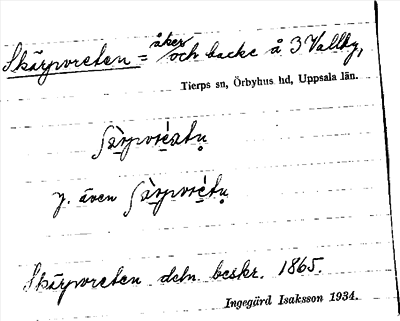 Skärpvreten = åker och backe å 3 Vallby,
Tierps sn, Örbyhus hd, Uppsala län.
y. även
Skärpvreten deln. beskr. 1865.
Ingegärd Isaksson 1934.